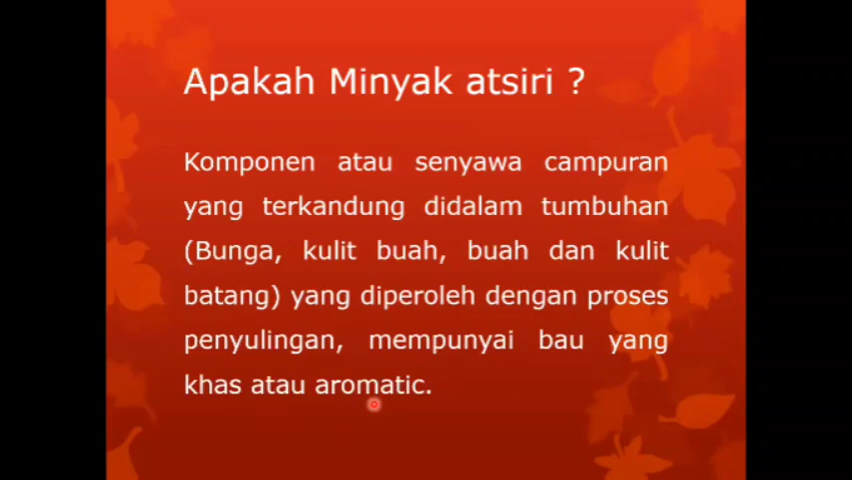 Apakah Minyak atsiri ?
Komponen atau senyawa campuran
yang terkandung didalam tumbuhan
(Bunga, kulit buah, buah dan kulit
batang) yang diperoleh dengan proses
penyulingan, mempunyai bau yang
khas atau aromatic.